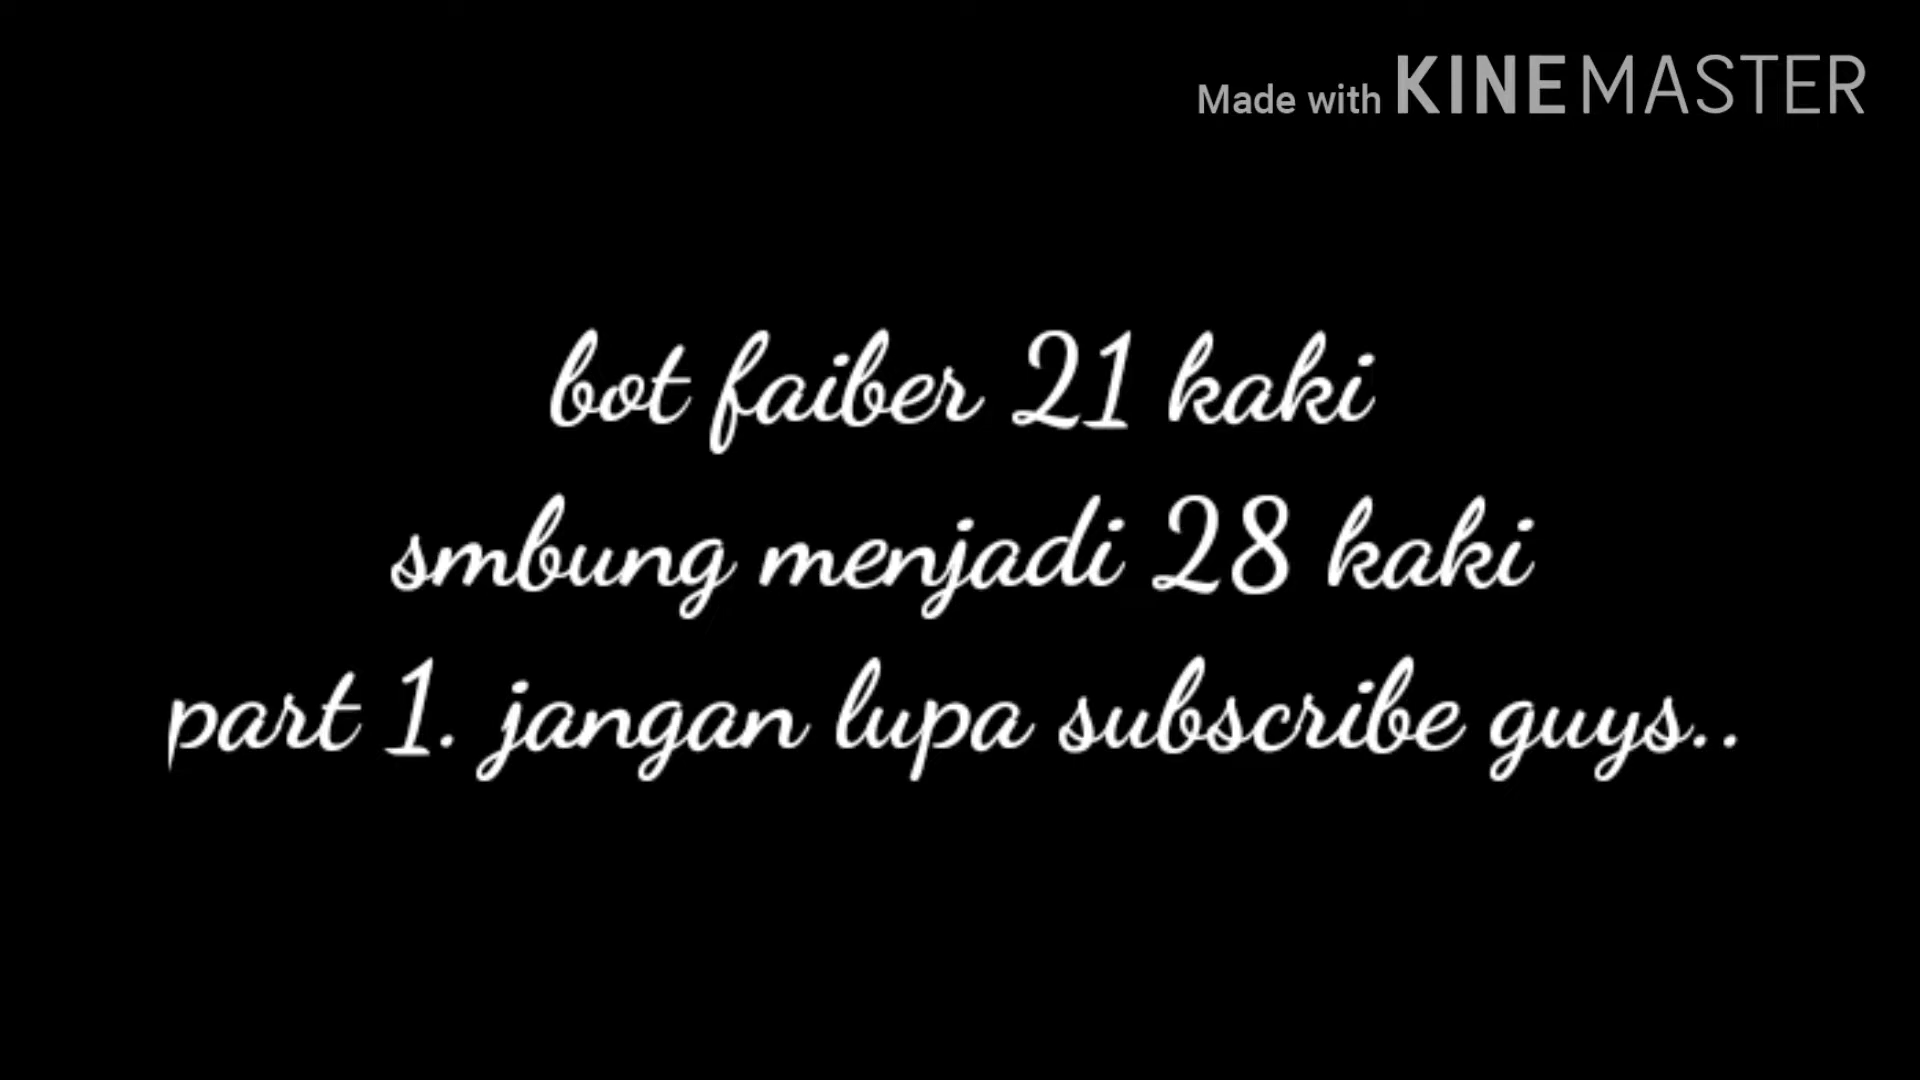 Made with KINEMASTER
bot faiber 21 kaki
smbung menjadi 28 kaki
part 1. jangan lupa subscribe guys..